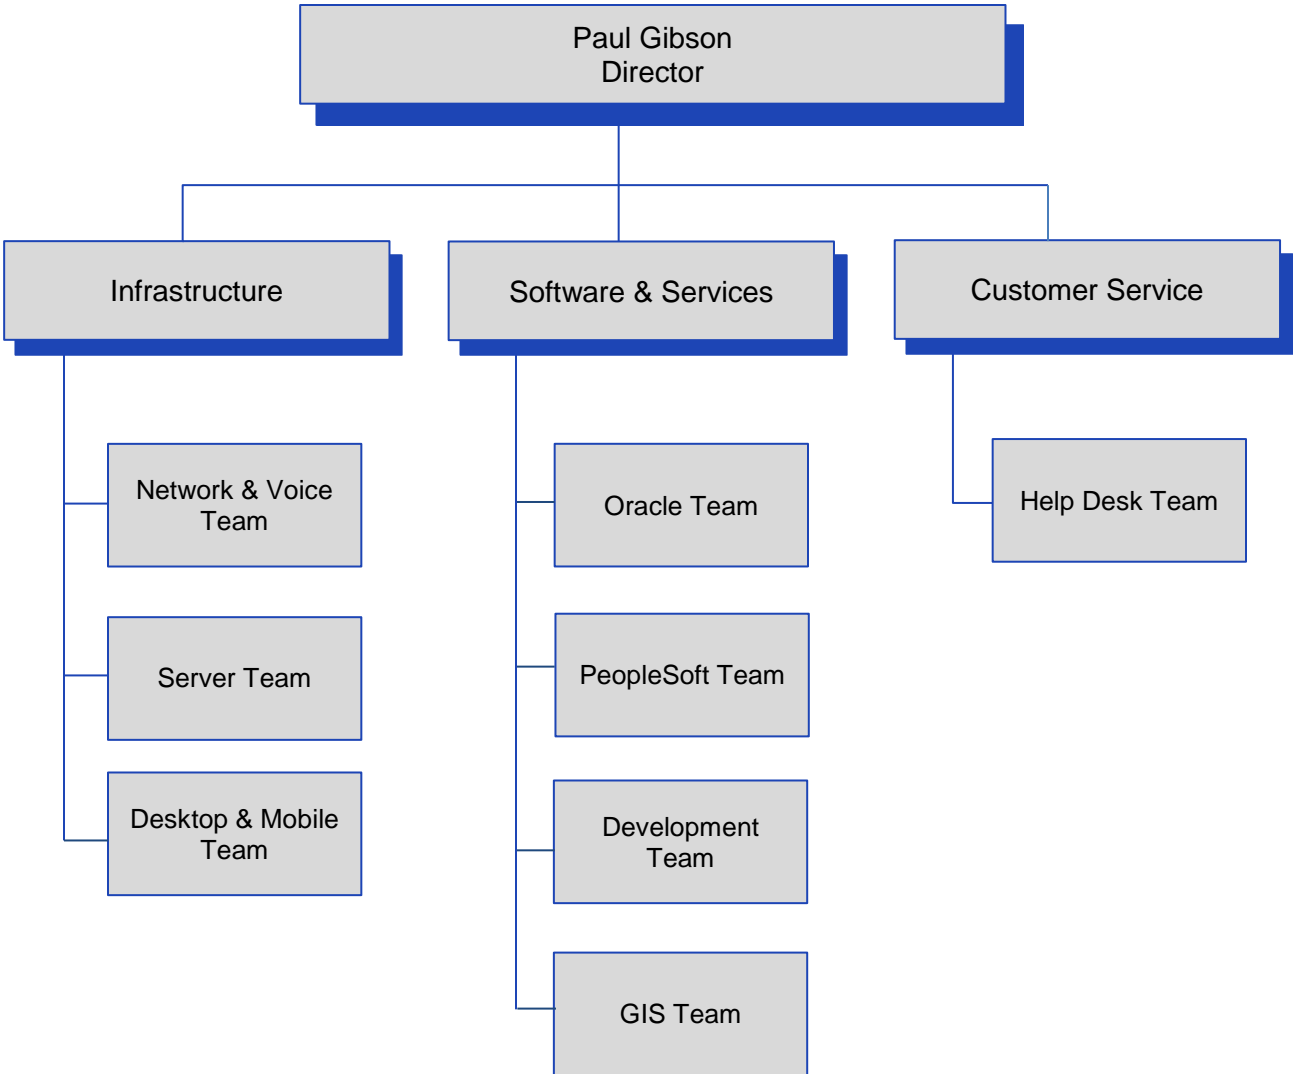 Paul Gibson
Director
Infrastructure
Software & Services
Customer Service
Network & Voice
Team
Server Team
Desktop & Mobile
Team
Oracle Team
PeopleSoft Team
Development
Team
GIS Team
Help Desk Team